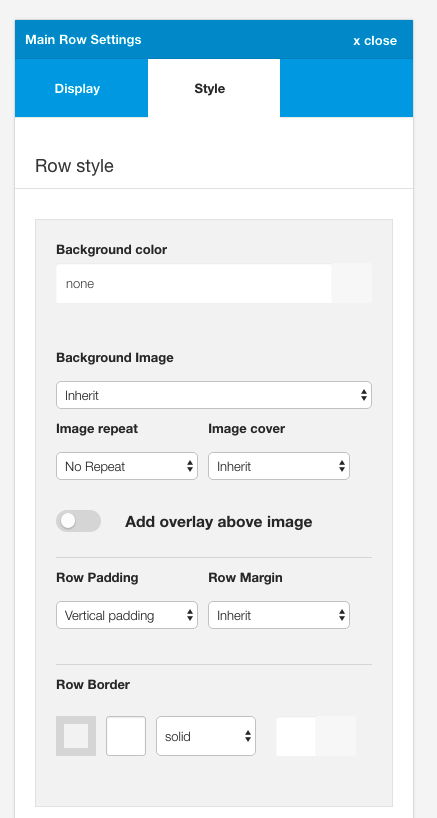 Main Row Settings
x close
Display
Style
Row style
Background color
none
Background Image
Inherit
Image repeat
Image cover
No Repeat
Inherit
Add overlay above image
Row Padding
Row Margin
Vertical padding
Inherit
Row Border
solid